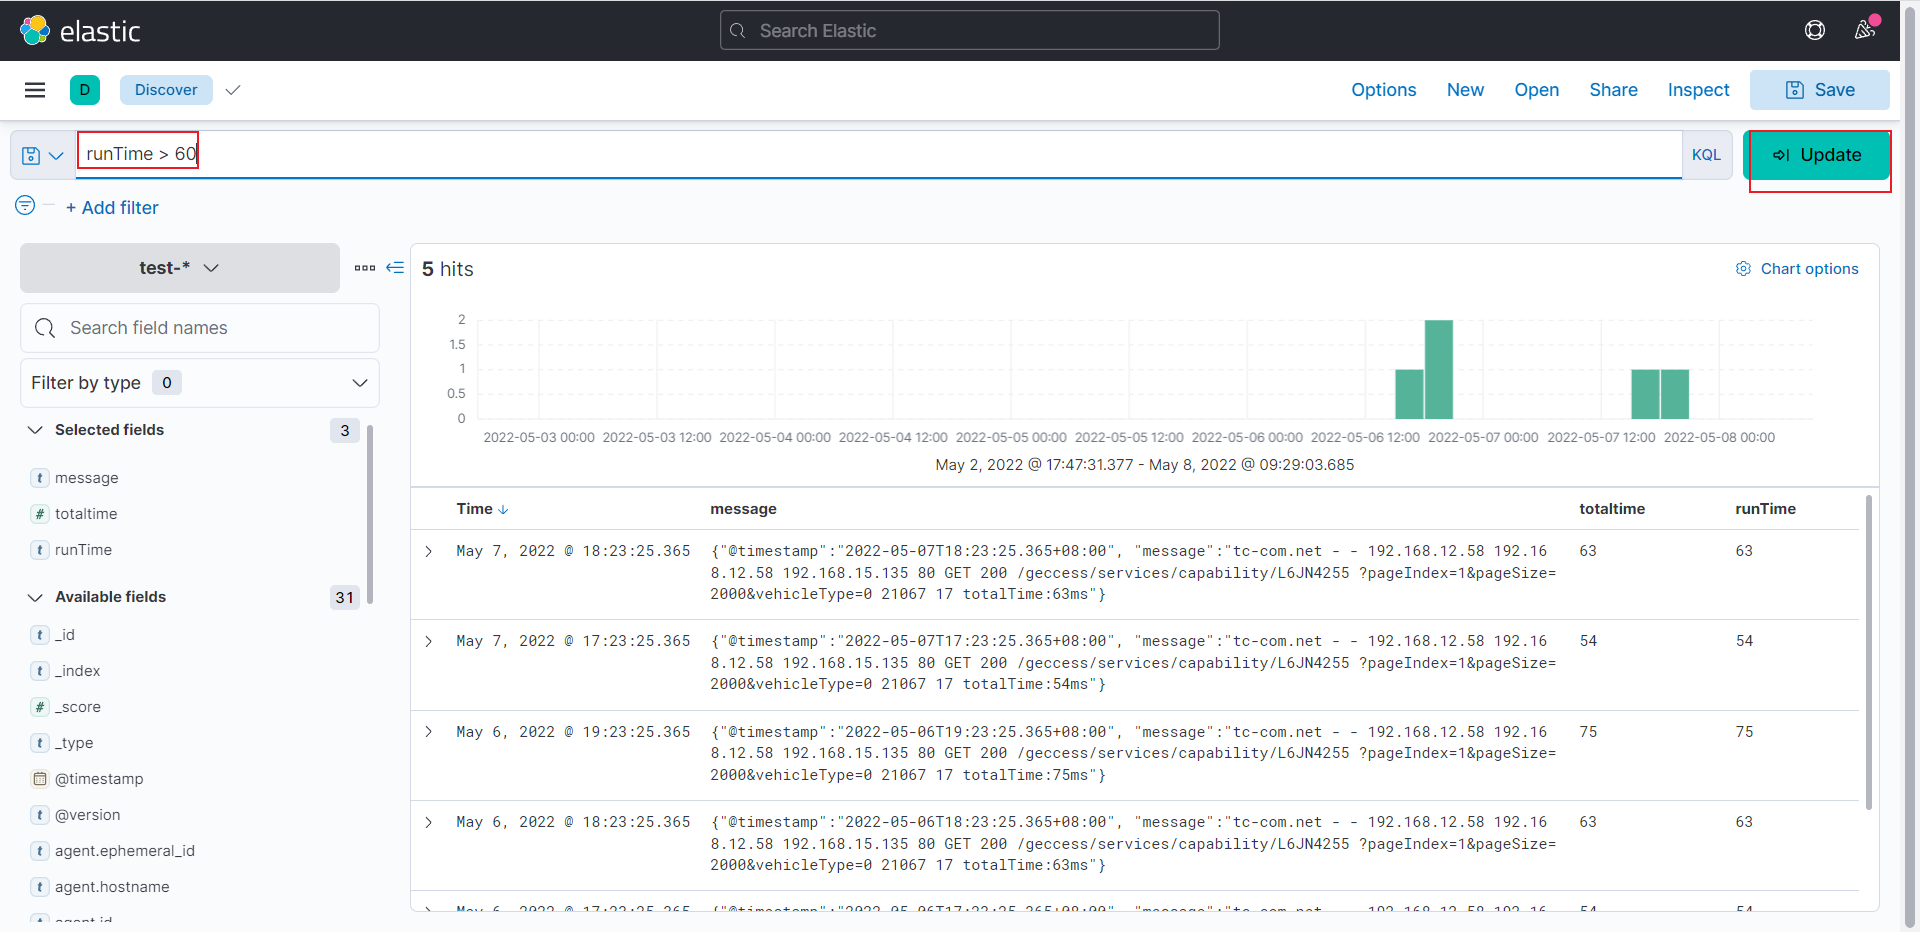 elastic
Search Elastic
D
Discover
Options
New
Open
Share
Inspect
Save
runTime > 60
KQL
Update
+ Add filter
test-*
5 hits
Chart options
Search field names
Filter by type 0
Selected fields 3
t message
# totaltime
t runTime
Available fields 31
t _id
t _index
# _score
t _type
@timestamp
t @version
t agent.ephemeral_id
t agent.hostname
t agent.id
2
1.5
1
0.5
0
2022-05-03 00:00 2022-05-03 12:00 2022-05-04 00:00 2022-05-04 12:00 2022-05-05 00:00 2022-05-05 12:00 2022-05-06 00:00 2022-05-06 12:00 2022-05-07 00:00 2022-05-07 12:00 2022-05-08 00:00
May 2, 2022 @ 17:47:31.377 - May 8, 2022 @ 09:29:03.685
Time message totaltime runTime
May 7, 2022 @ 18:23:25.365 {"@timestamp":"2022-05-07T18:23:25.365+08:00", "message":"tc-com.net - - 192.168.12.58 192.16 63 63
8.12.58 192.168.15.135 80 GET 200 /geccess/services/capability/L6JN4255 ?pageIndex=1&pageSize=
2000&vehicleType=0 21067 17 totalTime:63ms"}
May 7, 2022 @ 17:23:25.365 {"@timestamp":"2022-05-07T17:23:25.365+08:00", "message":"tc-com.net - - 192.168.12.58 192.16 54 54
8.12.58 192.168.15.135 80 GET 200 /geccess/services/capability/L6JN4255 ?pageIndex=1&pageSize=
2000&vehicleType=0 21067 17 totalTime:54ms"}
May 6, 2022 @ 19:23:25.365 {"@timestamp":"2022-05-06T19:23:25.365+08:00", "message":"tc-com.net - - 192.168.12.58 192.16 75 75
8.12.58 192.168.15.135 80 GET 200 /geccess/services/capability/L6JN4255 ?pageIndex=1&pageSize=
2000&vehicleType=0 21067 17 totalTime:75ms"}
May 6, 2022 @ 18:23:25.365 {"@timestamp":"2022-05-06T18:23:25.365+08:00", "message":"tc-com.net - - 192.168.12.58 192.16 63 63
8.12.58 192.168.15.135 80 GET 200 /geccess/services/capability/L6JN4255 ?pageIndex=1&pageSize=
2000&vehicleType=0 21067 17 totalTime:63ms"}
May 6, 2022 @ 17:23:25.365 {"@timestamp":"2022-05-06T17:23:25.365+08:00", "message":"tc-com.net - - 192.168.12.58 192.16 54 54